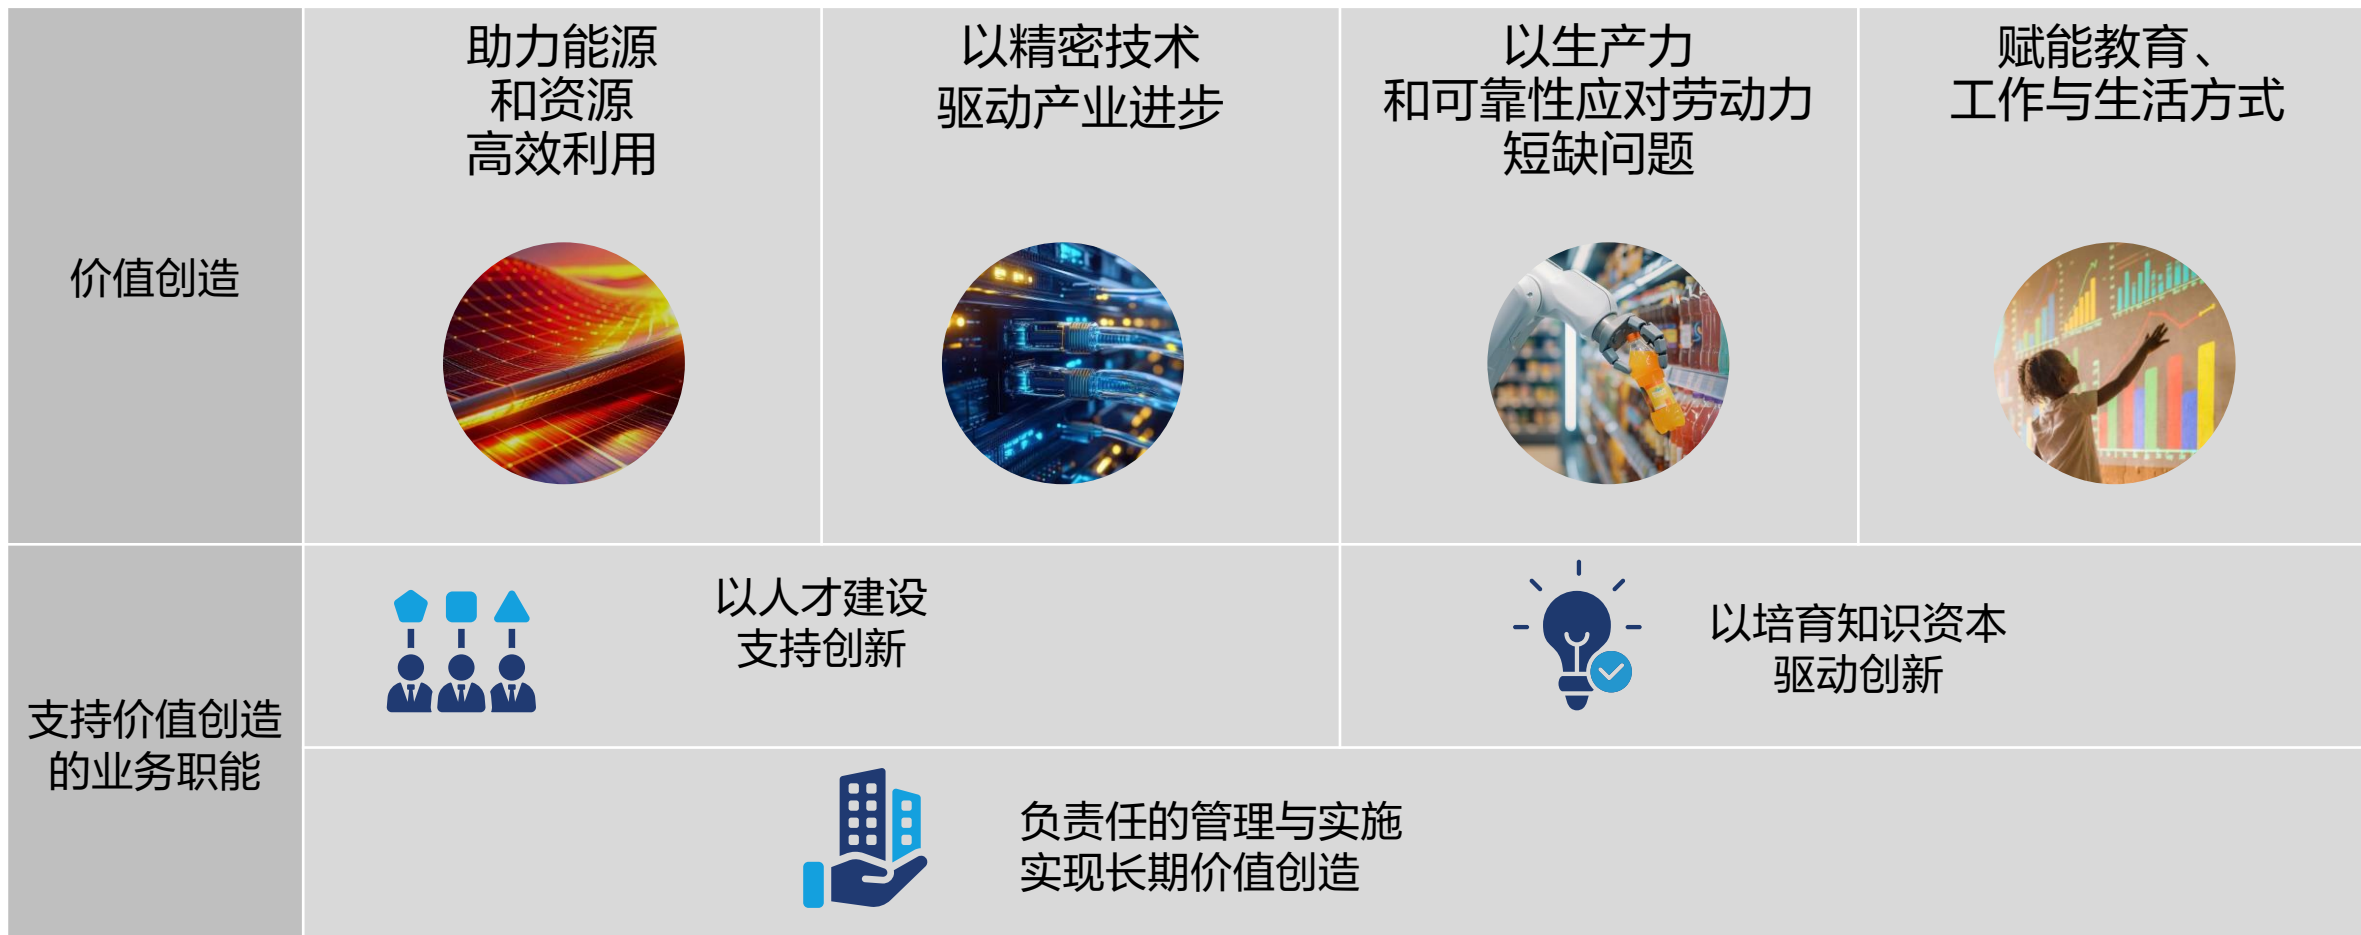 助力能源
和资源
高效利用
以精密技术
驱动产业进步
以生产力
和可靠性应对劳动力
短缺问题
赋能教育、
工作与生活方式
价值创造
以人才建设
支持创新
以培育知识资本
驱动创新
支持价值创造
的业务职能
负责任的管理与实施
实现长期价值创造